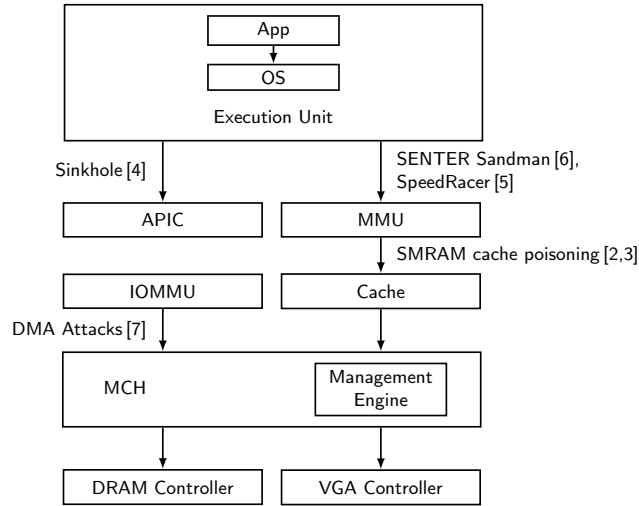 App
OS
Execution Unit
Sinkhole [4]
SENTER Sandman [6],
SpeedRacer [5]
APIC
MMU
SMRAM cache poisoning [2,3]
IOMMU
Cache
DMA Attacks [7]
MCH
Management
Engine
DRAM Controller
VGA Controller